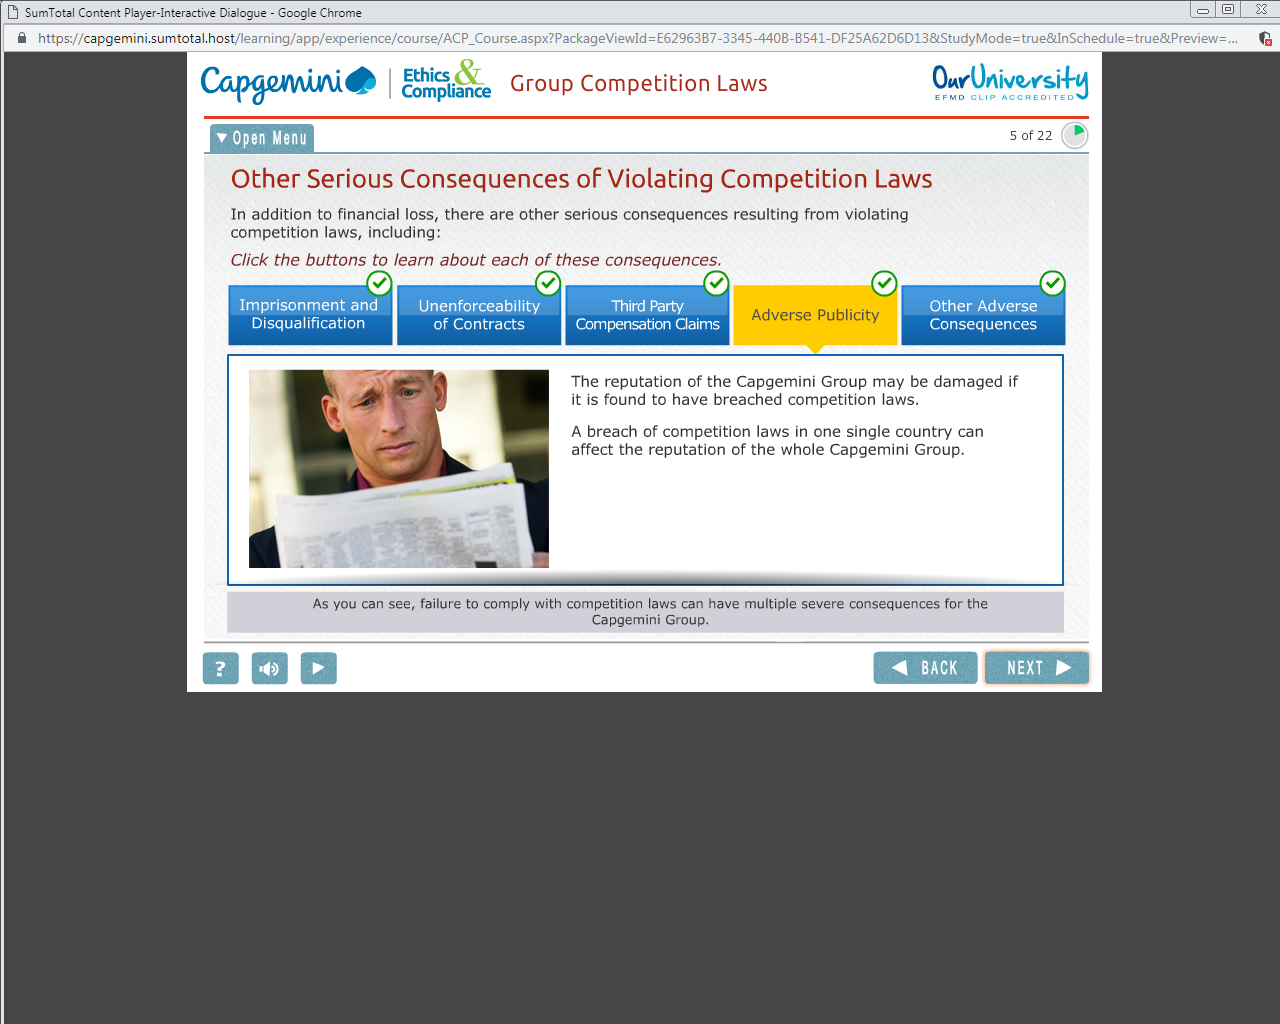 SumTotal Content Player-Interactive Dialogue - Google Chrome
https://capgemini.sumtotal.host/learning/app/experience/course/ACP_Course.aspx?PackageViewId=E62963B7-3345-440B-B541-DF25A62D6D13&StudyMode=true&InSchedule=true&Preview=...
Capgemini
Ethics &
Compliance
Group Competition Laws
OurUniversity
EFMD CLIP ACCREDITED
Open Menu
5 of 22
Other Serious Consequences of Violating Competition Laws
In addition to financial loss, there are other serious consequences resulting from violating
competition laws, including:
Click the buttons to learn about each of these consequences.
Imprisonment and
Disqualification
Unenforceability
of Contracts
Third Party
Compensation Claims
Adverse Publicity
Other Adverse
Consequences
The reputation of the Capgemini Group may be damaged if
it is found to have breached competition laws.
A breach of competition laws in one single country can
affect the reputation of the whole Capgemini Group.
As you can see, failure to comply with competition laws can have multiple severe consequences for the
Capgemini Group.
?
BACK
NEXT